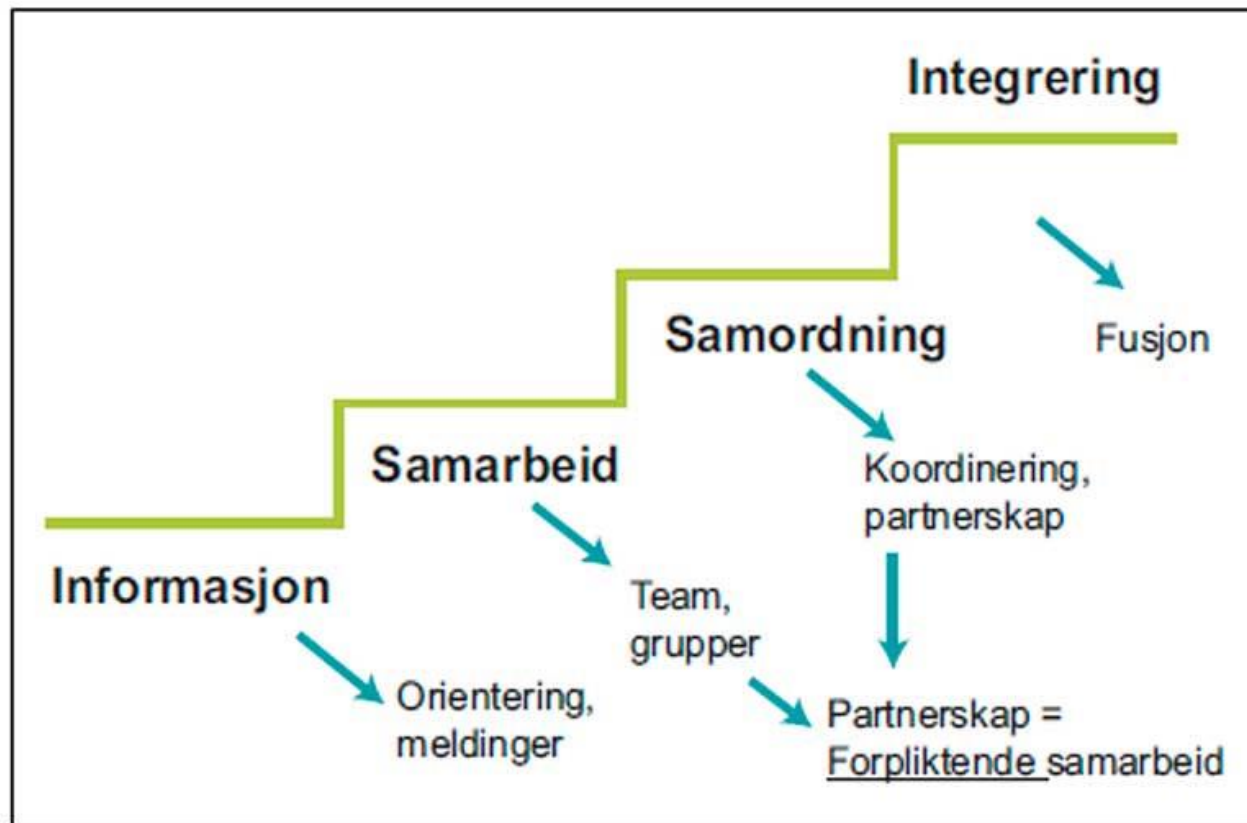 Integrering
Fusjon
Samordning
Koordinering,
partnerskap
Samarbeid
Team,
grupper
Informasjon
Orientering,
meldinger
Partnerskap =
Forpliktende samarbeid